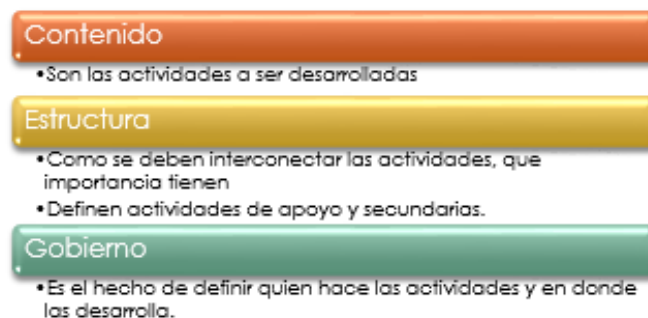 Contenido
•Son las actividades a ser desarrolladas
Estructura
•Como se deben interconectar las actividades, que
importancia tienen
•Definen actividades de apoyo y secundarias.
Gobierno
•Es el hecho de definir quien hace las actividades y en donde
las desarrolla.